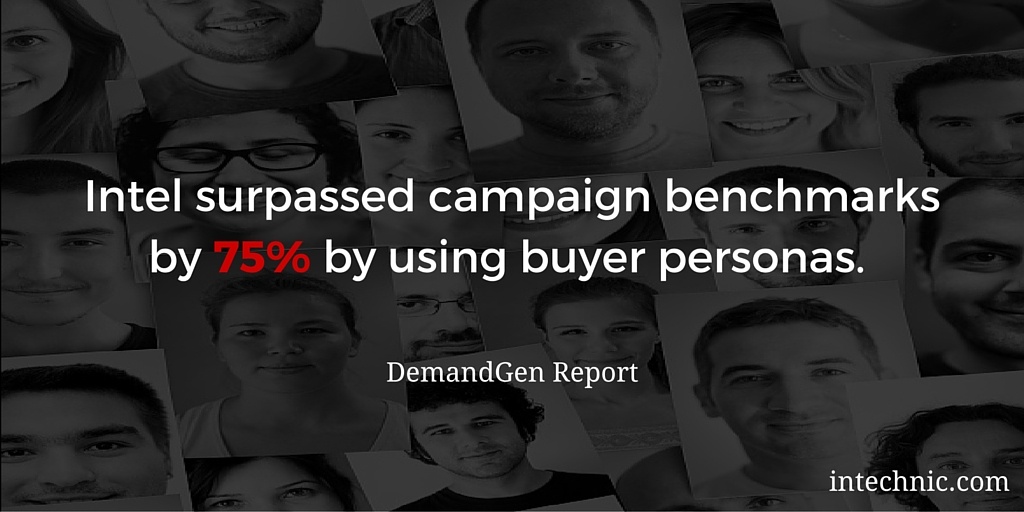 Intel surpassed campaign benchmarks
by 75% by using buyer personas.
DemandGen Report
intechnic.com